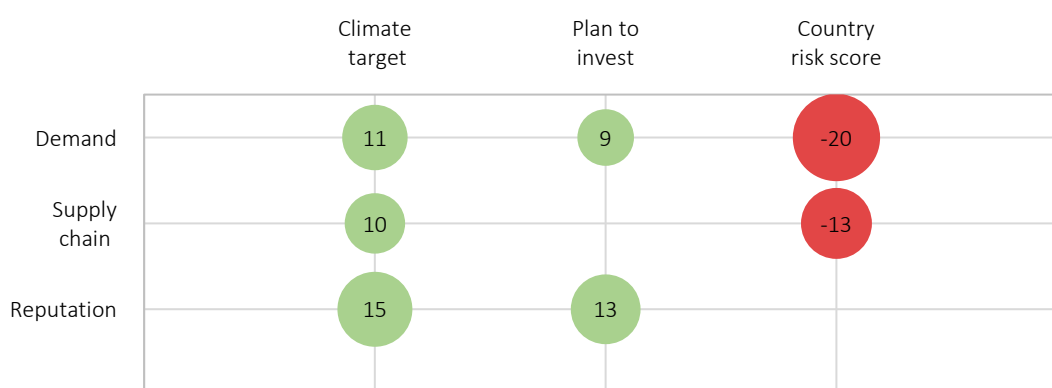 Climate
target
Plan to
invest
Country
risk score
Demand
11
9
-20
Supply
chain
10
-13
Reputation
15
13